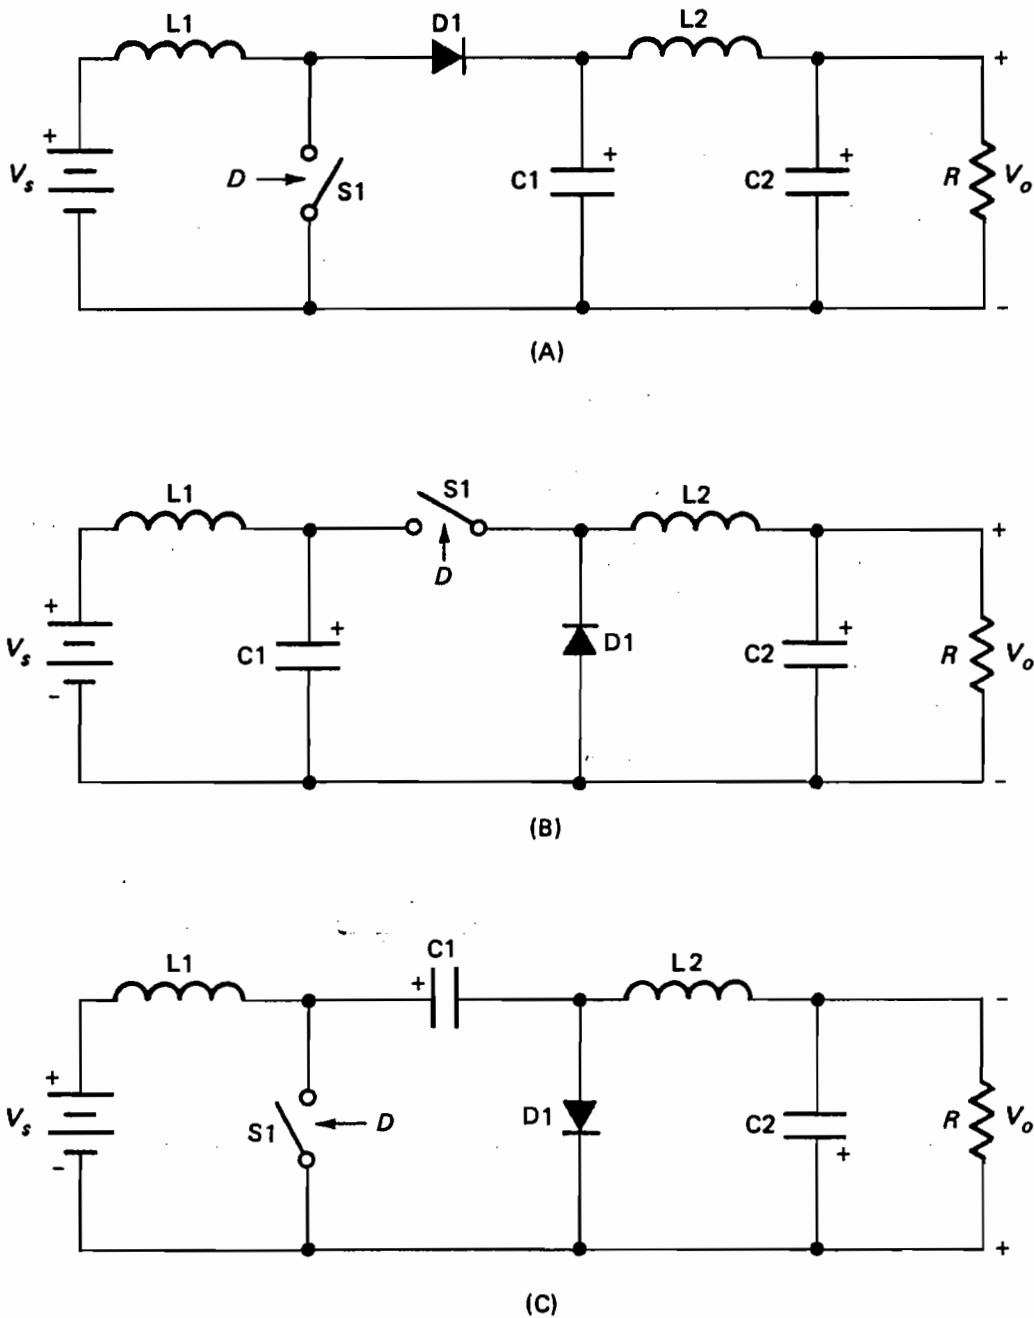 L1 D1 L2
+ +
V_s D S1 C1 + C2 + R V_o
-
(A)
L1 S1 L2
D
+ +
V_s C1 + D1 C2 + R V_o
- -
(B)
L1 + C1 L2 -
+
V_s S1 D D1 C2 R V_o
- + +
(C)